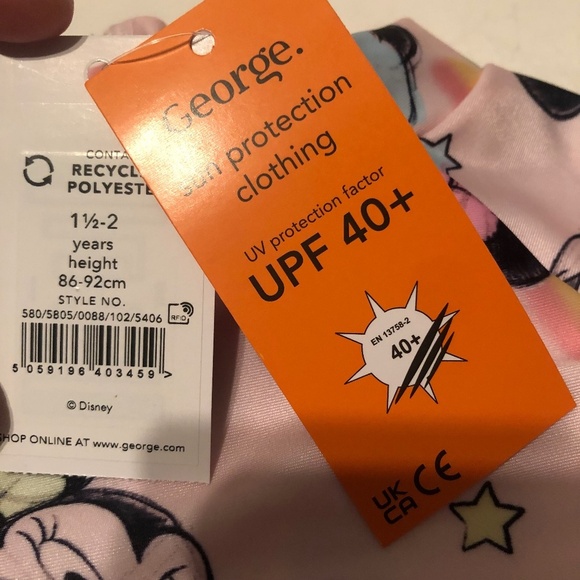 CONTA
RECYCL
POLYESTE
1½-2
years
height
86-92cm
STYLE NO.
580/5B05/0088/102/5406
RFID
5 059196 403459 >
© Disney
SHOP ONLINE AT www.george.com
George.
sun protection
clothing
UV protection factor
UPF 40+
EN 13758-2
40+
UK
CA CE